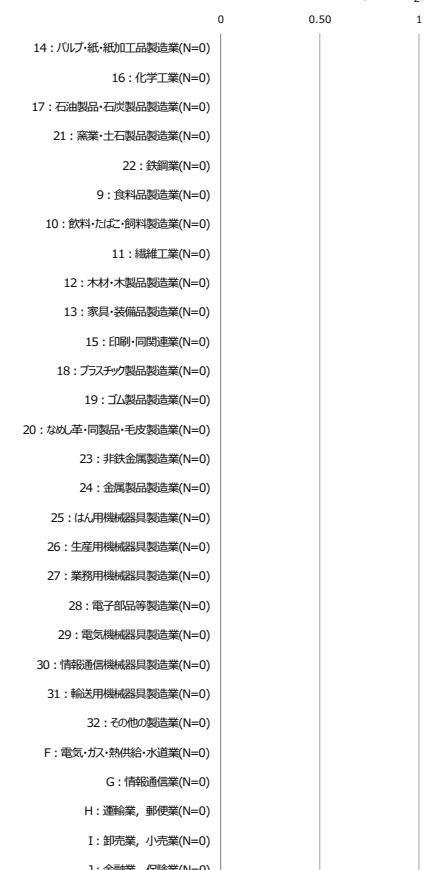 0 0.50 1
14：パルプ・紙・紙加工品製造業(N=0)
16：化学工業(N=0)
17：石油製品・石炭製品製造業(N=0)
21：窯業・土石製品製造業(N=0)
22：鉄鋼業(N=0)
9：食料品製造業(N=0)
10：飲料・たばこ・飼料製造業(N=0)
11：繊維工業(N=0)
12：木材・木製品製造業(N=0)
13：家具・装備品製造業(N=0)
15：印刷・同関連業(N=0)
18：プラスチック製品製造業(N=0)
19：ゴム製品製造業(N=0)
20：なめし革・同製品・毛皮製造業(N=0)
23：非鉄金属製造業(N=0)
24：金属製品製造業(N=0)
25：はん用機械器具製造業(N=0)
26：生産用機械器具製造業(N=0)
27：業務用機械器具製造業(N=0)
28：電子部品等製造業(N=0)
29：電気機械器具製造業(N=0)
30：情報通信機械器具製造業(N=0)
31：輸送用機械器具製造業(N=0)
32：その他の製造業(N=0)
F：電気・ガス・熱供給・水道業(N=0)
G：情報通信業(N=0)
H：運輸業，郵便業(N=0)
I：卸売業，小売業(N=0)
J：金融業，保険業(N=0)